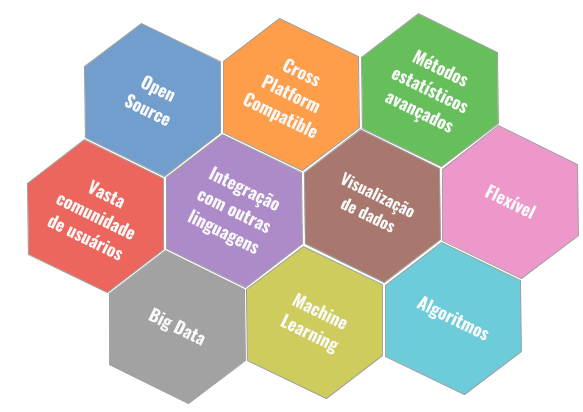 Open
Source
Cross
Platform
Compatible
Métodos
estatísticos
avançados
Vasta
comunidade
de usuários
Integração
com outras
linguagens
Visualização
de dados
Flexível
Big Data
Machine
Learning
Algoritmos